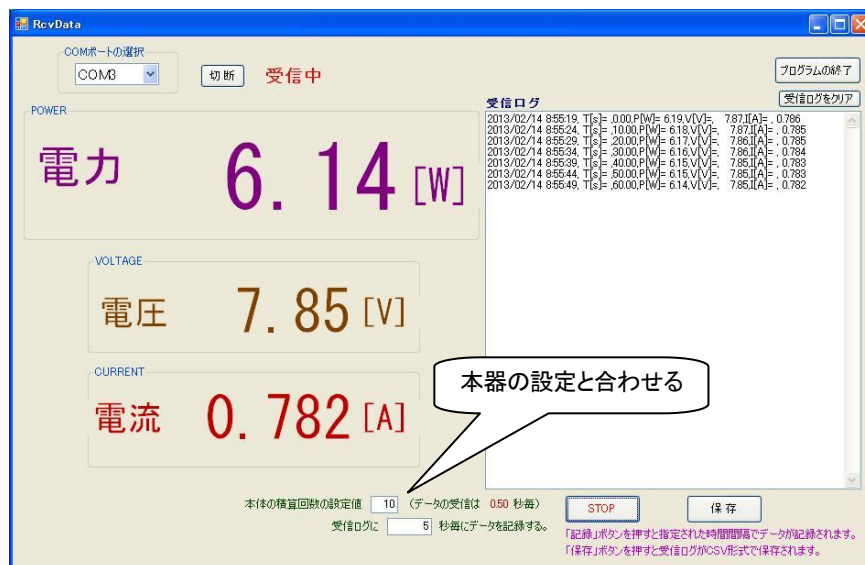 RcvData
COMポートの選択
COM3
切断
受信中
プログラムの終了
受信ログをクリア
POWER
電力 6.14 [W]
VOLTAGE
電圧 7.85 [V]
CURRENT
電流 0.782 [A]
受信ログ
2013/02/14 8:55:19, T[s]= ,0.00,P[W]= 6.19,V[V]=, 7.87,I[A]= , 0.786
2013/02/14 8:55:24, T[s]= ,10.00,P[W]= 6.18,V[V]=, 7.87,I[A]= , 0.785
2013/02/14 8:55:29, T[s]= ,20.00,P[W]= 6.17,V[V]=, 7.86,I[A]= , 0.785
2013/02/14 8:55:34, T[s]= ,30.00,P[W]= 6.16,V[V]=, 7.86,I[A]= , 0.784
2013/02/14 8:55:39, T[s]= ,40.00,P[W]= 6.15,V[V]=, 7.85,I[A]= , 0.783
2013/02/14 8:55:44, T[s]= ,50.00,P[W]= 6.15,V[V]=, 7.85,I[A]= , 0.783
2013/02/14 8:55:49, T[s]= ,60.00,P[W]= 6.14,V[V]=, 7.85,I[A]= , 0.782
本器の設定と合わせる
本体の積算回数の設定値 10 (データの受信は 0.50 秒毎)
受信ログに 5 秒毎にデータを記録する。
STOP
保存
「記録」ボタンを押すと指定された時間間隔でデータが記録されます。
「保存」ボタンを押すと受信ログがCSV形式で保存されます。